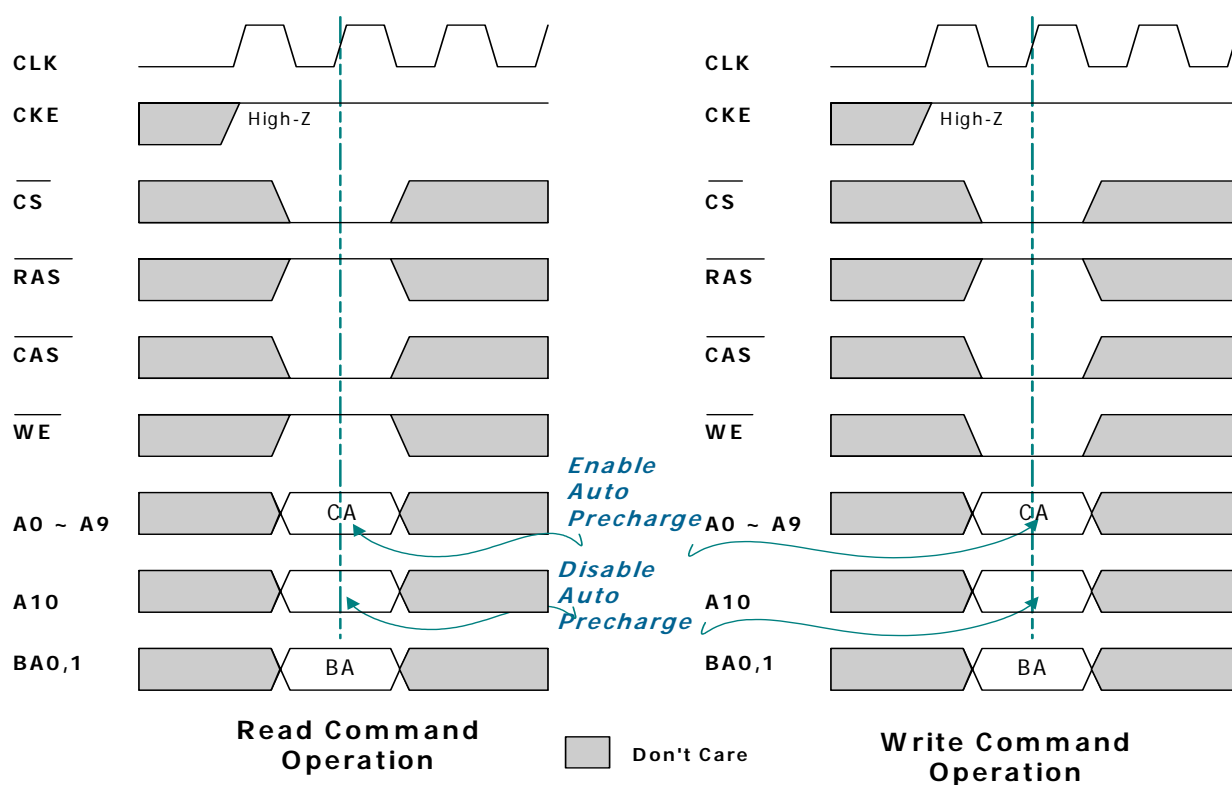 CLK
CKE
High-Z
CS
RAS
CAS
WE
A0 ~ A9
CA
A10
BA0,1
BA
Read Command
Operation
Enable
Auto
Precharge
Disable
Auto
Precharge
Don't Care
CLK
CKE
High-Z
CS
RAS
CAS
WE
A0 ~ A9
CA
A10
BA0,1
BA
Write Command
Operation